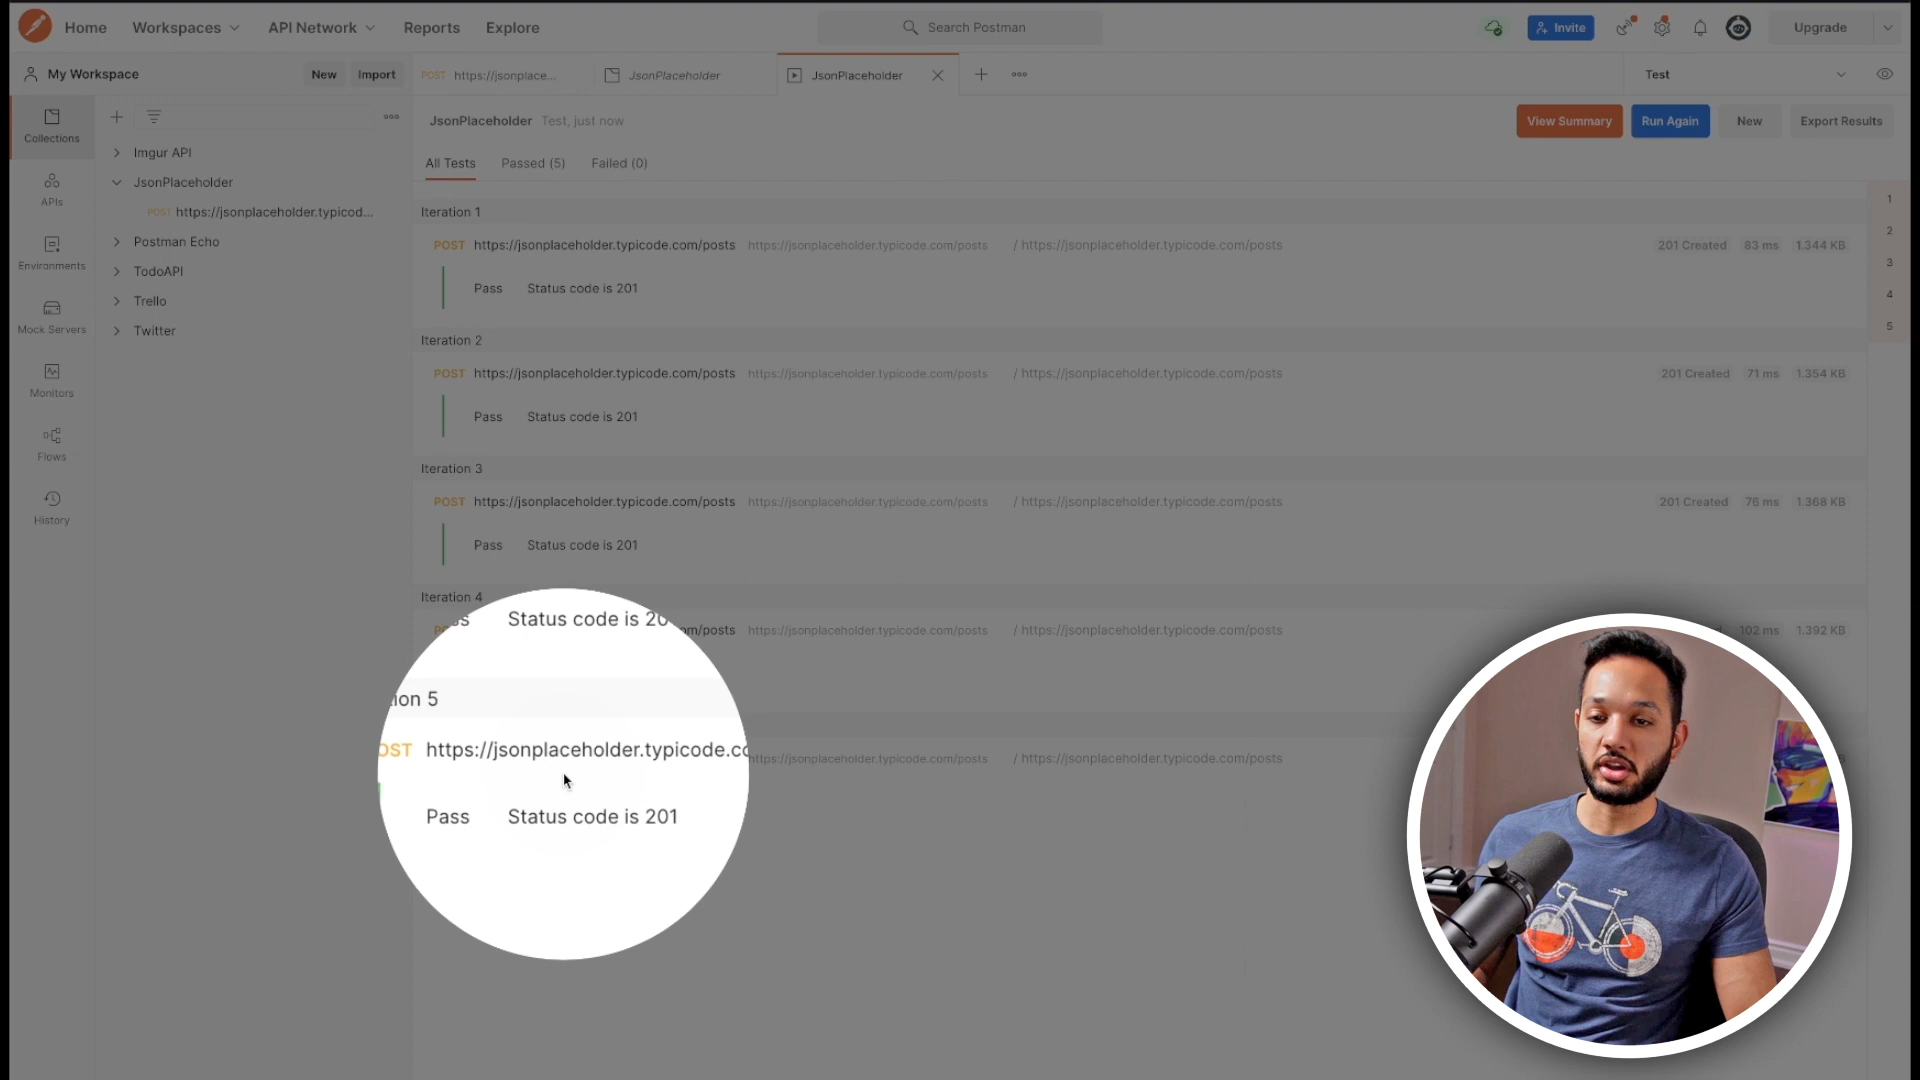 Home
Workspaces
API Network
Reports
Explore
Search Postman
Invite
Upgrade
My Workspace
New
Import
POST https://jsonplace...
JsonPlaceholder
JsonPlaceholder
Test
Collections
APIs
Environments
Mock Servers
Monitors
Flows
History
Imgur API
JsonPlaceholder
POST https://jsonplaceholder.typicod...
Postman Echo
TodoAPI
Trello
Twitter
JsonPlaceholder Test, just now
View Summary
Run Again
New
Export Results
All Tests
Passed (5)
Failed (0)
1
2
3
4
5
Iteration 1
POST https://jsonplaceholder.typicode.com/posts https://jsonplaceholder.typicode.com/posts / https://jsonplaceholder.typicode.com/posts 201 Created 83 ms 1.344 KB
Pass Status code is 201
Iteration 2
POST https://jsonplaceholder.typicode.com/posts https://jsonplaceholder.typicode.com/posts / https://jsonplaceholder.typicode.com/posts 201 Created 71 ms 1.354 KB
Pass Status code is 201
Iteration 3
POST https://jsonplaceholder.typicode.com/posts https://jsonplaceholder.typicode.com/posts / https://jsonplaceholder.typicode.com/posts 201 Created 76 ms 1.368 KB
Pass Status code is 201
Iteration 4
Status code is 20
om/posts https://jsonplaceholder.typicode.com/posts / https://jsonplaceholder.typicode.com/posts 102 ms 1.392 KB
ion 5
OST https://jsonplaceholder.typicode.co https://jsonplaceholder.typicode.com/posts / https://jsonplaceholder.typicode.com/posts
Pass Status code is 201